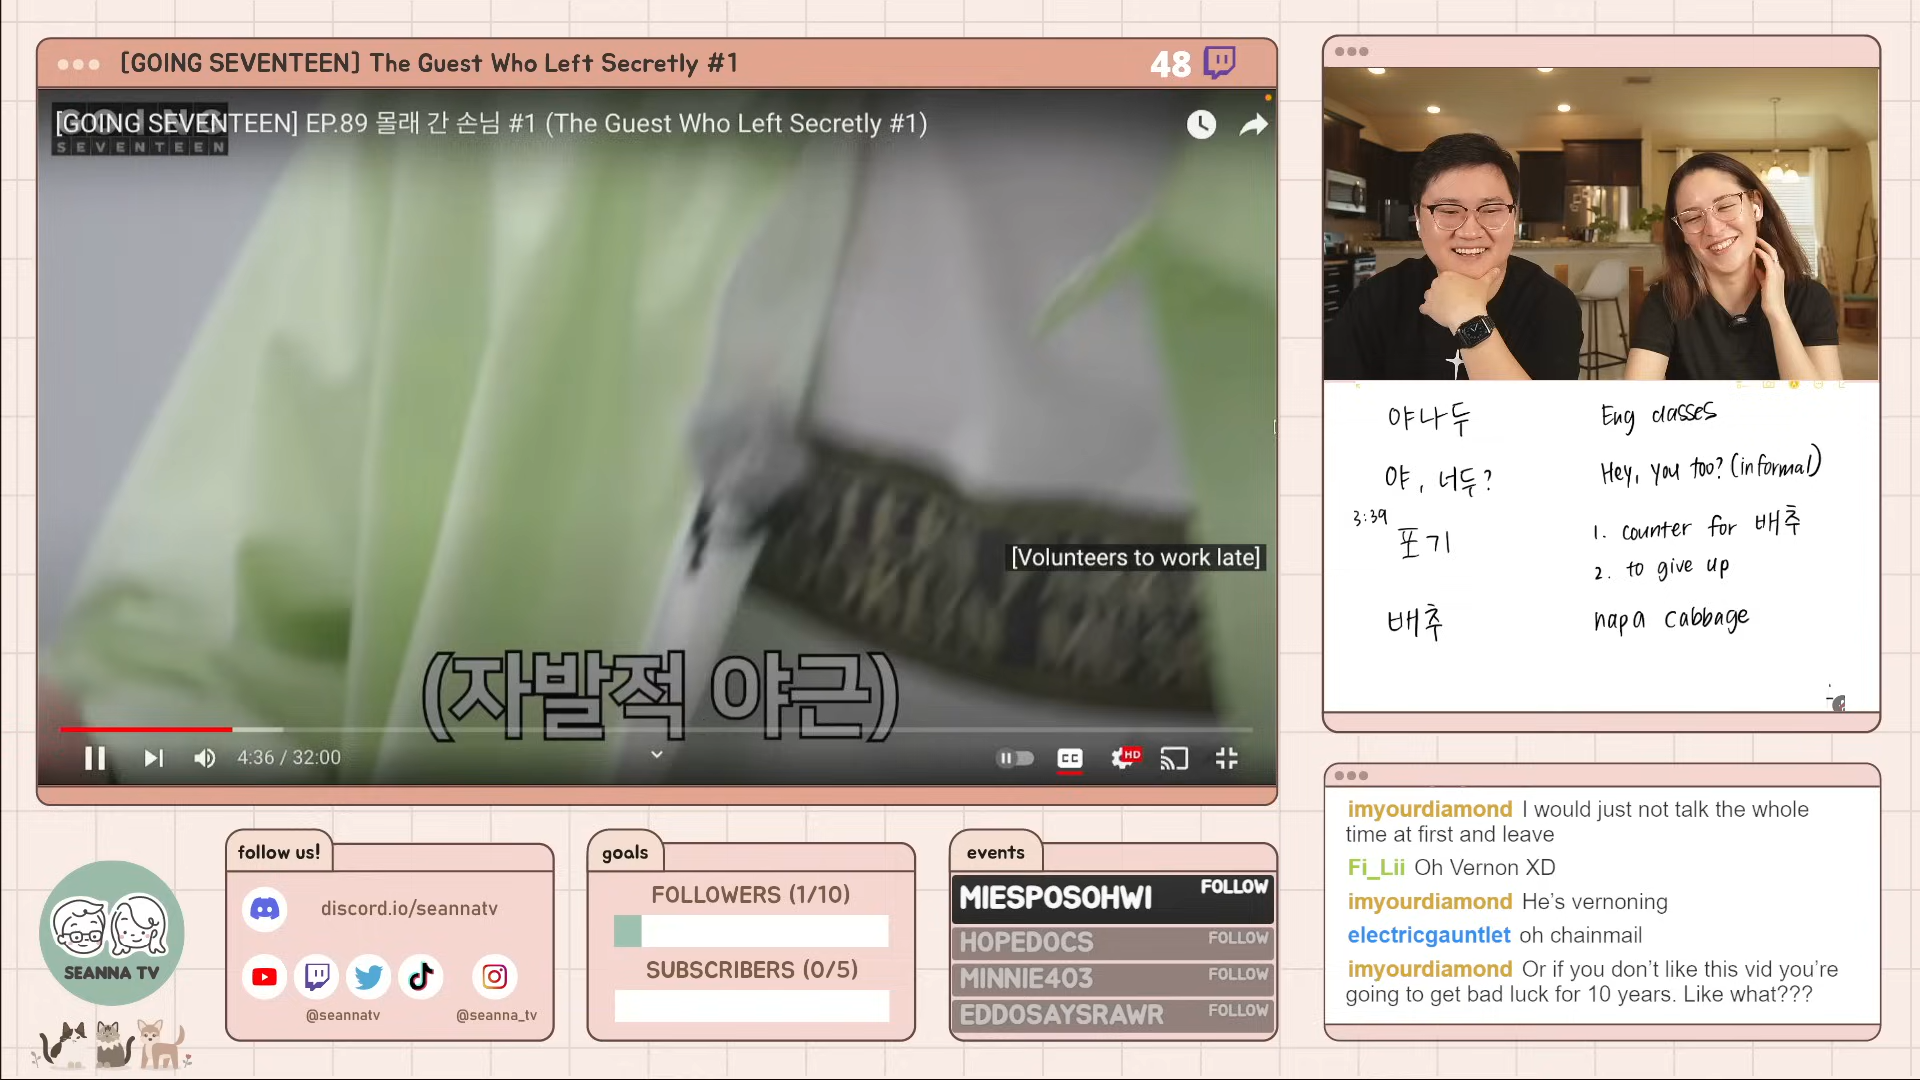 [GOING SEVENTEEN] The Guest Who Left Secretly #1
48
GOING
SEVENTEEN
[GOING SEVENTEEN] EP.89 몰래 간 손님 #1 (The Guest Who Left Secretly #1)
[Volunteers to work late]
(자발적 야근)
4:36 / 32:00
CC
HD
야나두 Eng classes
야, 너두? Hey, you too? (informal)
3:39
포기 1. counter for 배추
2. to give up
배추 napa cabbage
SEANNA TV
follow us!
discord.io/seannatv
@seannatv
@seanna_tv
goals
FOLLOWERS (1/10)
SUBSCRIBERS (0/5)
events
MIESPOSOHWI FOLLOW
HOPEDOCS FOLLOW
MINNIE403 FOLLOW
EDDOSAYSRAWR FOLLOW
imyourdiamond I would just not talk the whole
time at first and leave
Fi_Lii Oh Vernon XD
imyourdiamond He's vernoning
electricgauntlet oh chainmail
imyourdiamond Or if you don't like this vid you're
going to get bad luck for 10 years. Like what???